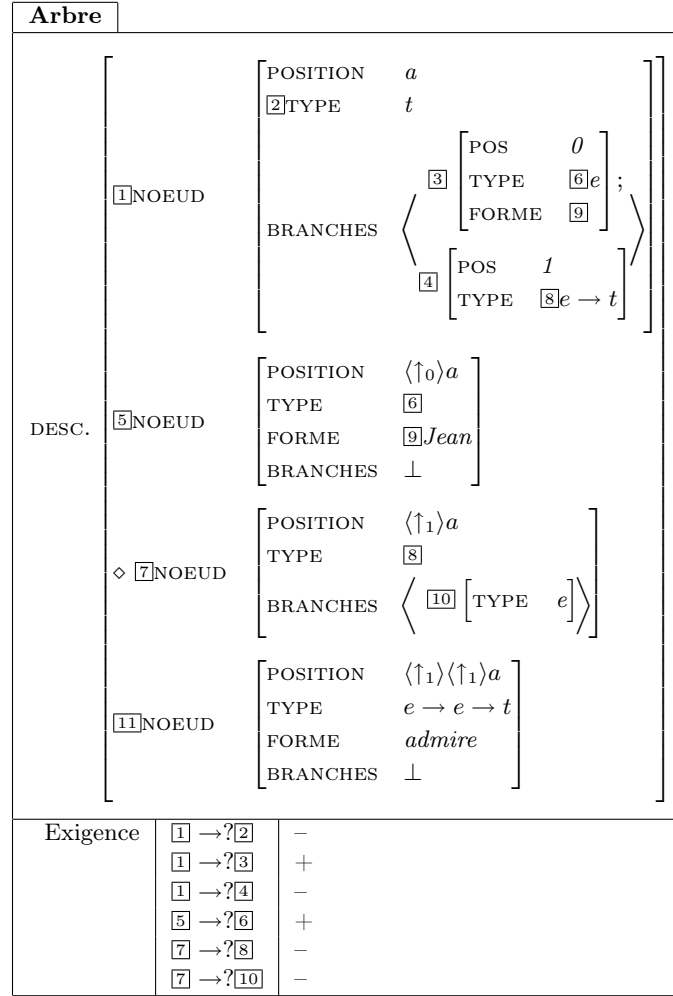 Arbre
DESC.
1 NOEUD
POSITION a
2 TYPE t
BRANCHES ⟨ 3 [ POS 0
TYPE 6 e
FORME 9 ] ;
4 [ POS 1
TYPE 8 e → t ] ⟩
5 NOEUD
POSITION ⟨↑0⟩a
TYPE 6
FORME 9 Jean
BRANCHES ⊥
⋄ 7 NOEUD
POSITION ⟨↑1⟩a
TYPE 8
BRANCHES ⟨ 10 [ TYPE e ] ⟩
11 NOEUD
POSITION ⟨↑1⟩⟨↑1⟩a
TYPE e → e → t
FORME admire
BRANCHES ⊥
Exigence 1 →?2 –
1 →?3 +
1 →?4 –
5 →?6 +
7 →?8 –
7 →?10 –